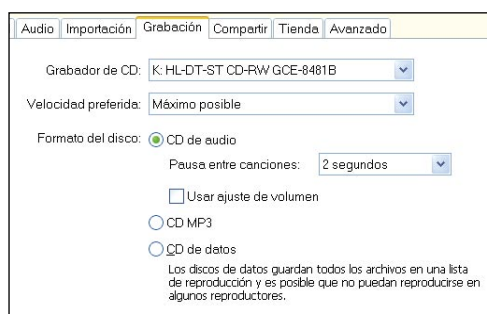 Audio Importación Grabación Compartir Tienda Avanzado
Grabador de CD: K: HL-DT-ST CD-RW GCE-8481B
Velocidad preferida: Máximo posible
Formato del disco: CD de audio
Pausa entre canciones: 2 segundos
Usar ajuste de volumen
CD MP3
CD de datos
Los discos de datos guardan todos los archivos en una lista
de reproducción y es posible que no puedan reproducirse en
algunos reproductores.